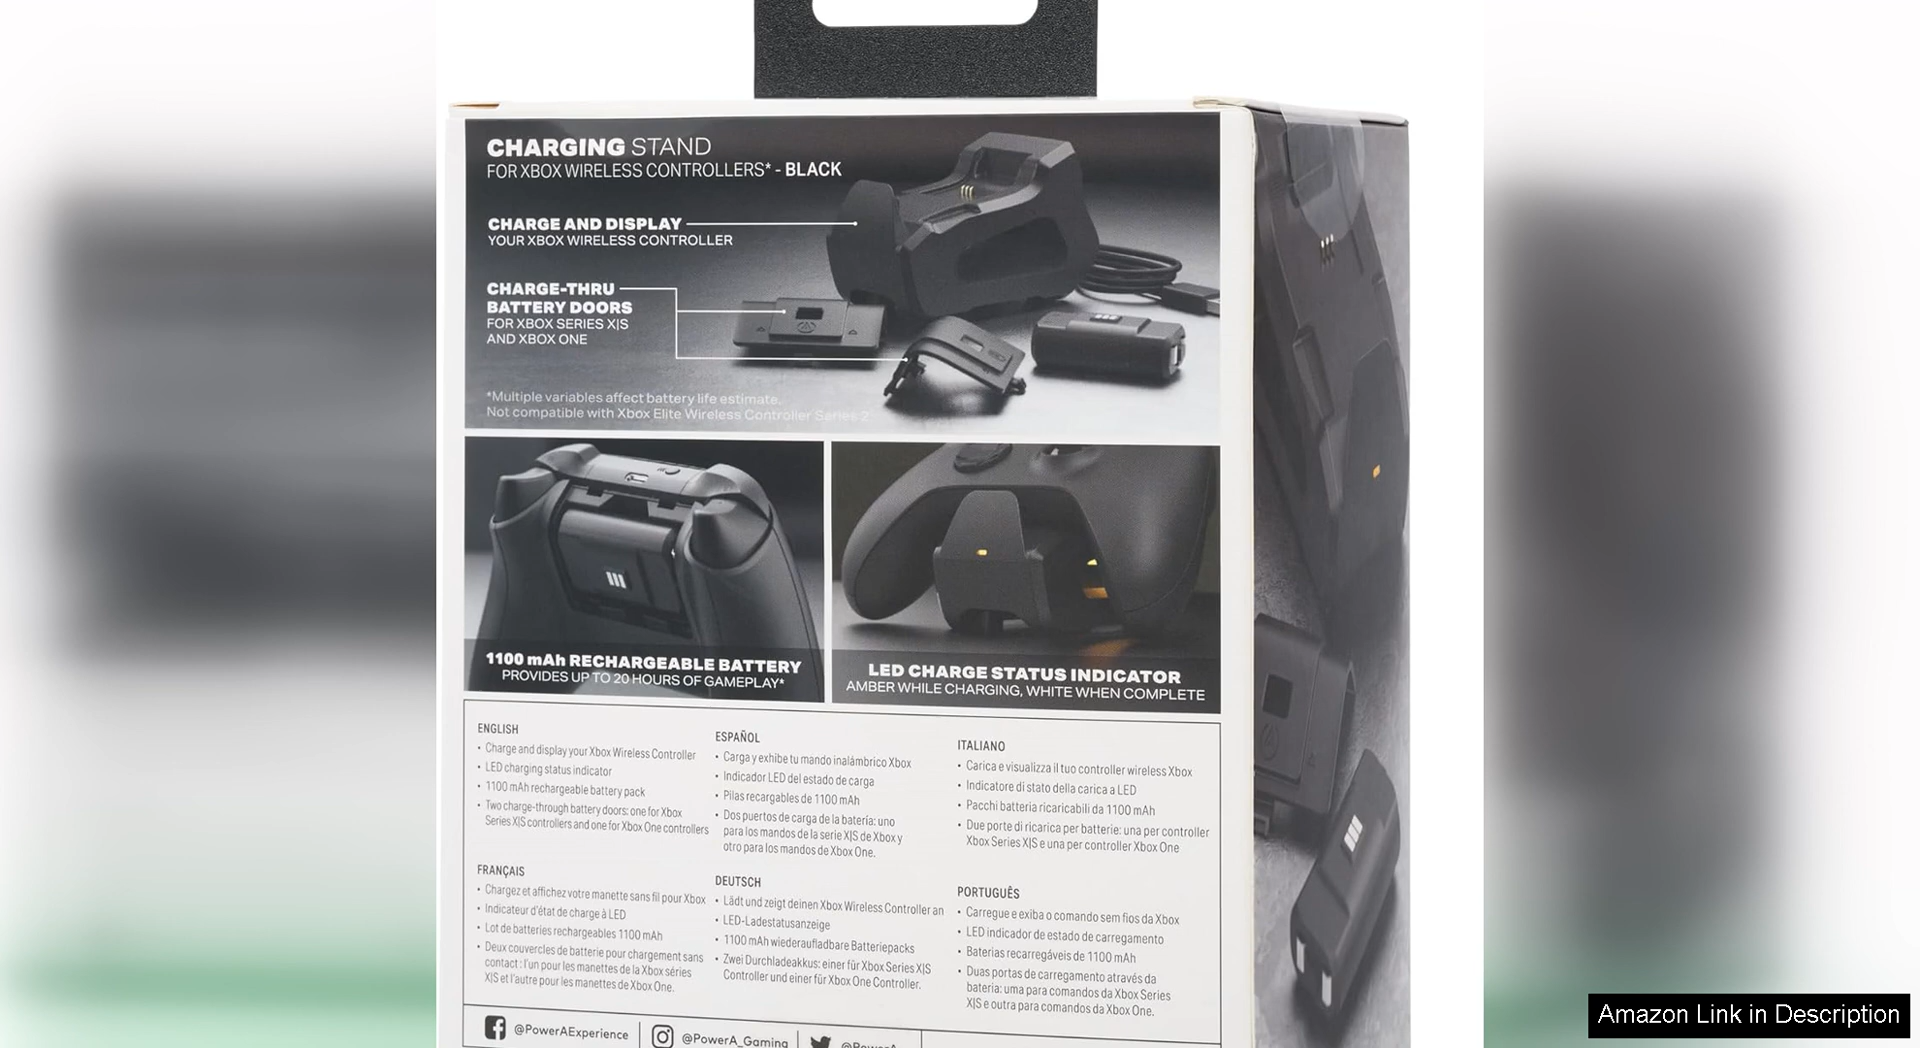 CHARGING STAND
FOR XBOX WIRELESS CONTROLLERS* - BLACK
CHARGE AND DISPLAY
YOUR XBOX WIRELESS CONTROLLER
CHARGE-THRU
BATTERY DOORS
FOR XBOX SERIES X|S
AND XBOX ONE
*Multiple variables affect battery life estimate.
Not compatible with Xbox Elite Wireless Controller Series 2
1100 mAh RECHARGEABLE BATTERY
PROVIDES UP TO 20 HOURS OF GAMEPLAY*
LED CHARGE STATUS INDICATOR
AMBER WHILE CHARGING, WHITE WHEN COMPLETE
ENGLISH
• Charge and display your Xbox Wireless Controller
• LED charging status indicator
• 1100 mAh rechargeable battery pack
• Two charge-through battery doors: one for Xbox
Series X|S controllers and one for Xbox One controllers
ESPAÑOL
• Carga y exhibe tu mando inalámbrico Xbox
• Indicador LED del estado de carga
• Pilas recargables de 1100 mAh
• Dos puertos de carga de la batería: uno
para los mandos de la serie X|S de Xbox y
otro para los mandos de Xbox One.
ITALIANO
• Carica e visualizza il tuo controller wireless Xbox
• Indicatore di stato della carica a LED
• Pacchi batteria ricaricabili da 1100 mAh
• Due porte di ricarica per batterie: una per controller
Xbox Series X|S e una per controller Xbox One
FRANÇAIS
• Chargez et affichez votre manette sans fil pour Xbox
• Indicateur d'état de charge à LED
• Lot de batteries rechargeables 1100 mAh
• Deux couvercles de batterie pour chargement sans
contact : l'un pour les manettes de la Xbox séries
X|S et l'autre pour les manettes de Xbox One.
DEUTSCH
• Lädt und zeigt deinen Xbox Wireless Controller an
• LED-Ladestatusanzeige
• 1100 mAh wiederaufladbare Batteriepacks
• Zwei Durchladeakkus: einer für Xbox Series X|S
Controller und einer für Xbox One Controller.
PORTUGUÊS
• Carregue e exiba o comando sem fios da Xbox
• LED indicador de estado de carregamento
• Baterias recarregáveis de 1100 mAh
• Duas portas de carregamento através da
bateria: uma para comandos da Xbox Series
X|S e outra para comandos da Xbox One.
@PowerAExperience
@PowerA_Gaming
Amazon Link in Description